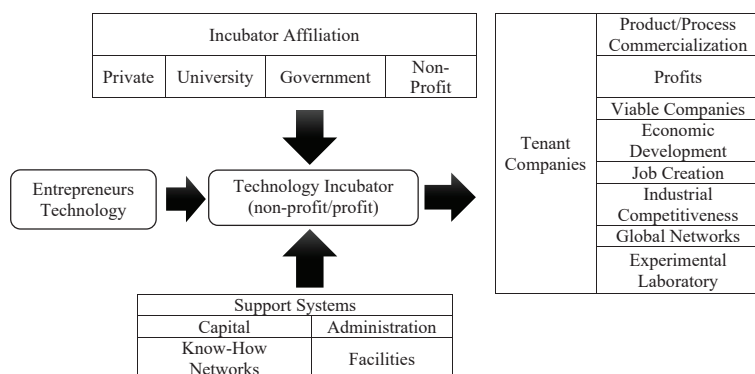 Incubator Affiliation
Private
University
Government
Non-
Profit
Entrepreneurs
Technology
Technology Incubator
(non-profit/profit)
Support Systems
Capital
Administration
Know-How
Networks
Facilities
Tenant
Companies
Product/Process
Commercialization
Profits
Viable Companies
Economic
Development
Job Creation
Industrial
Competitiveness
Global Networks
Experimental
Laboratory